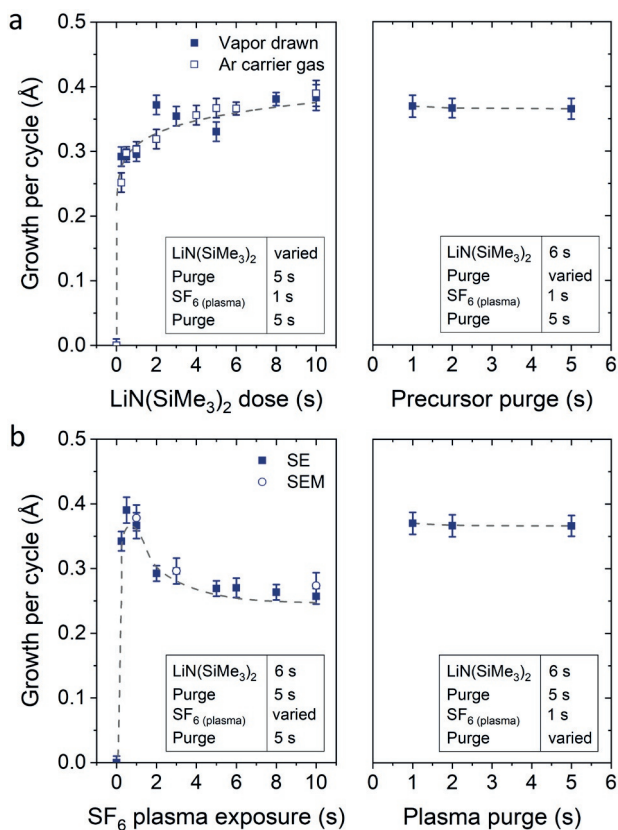 a
Growth per cycle (Å)
0.5
0.4
0.3
0.2
0.1
0.0
Vapor drawn
Ar carrier gas
LiN(SiMe₃)₂ varied
Purge 5 s
SF₆ (plasma) 1 s
Purge 5 s
0 2 4 6 8 10
LiN(SiMe₃)₂ dose (s)
LiN(SiMe₃)₂ 6 s
Purge varied
SF₆ (plasma) 1 s
Purge 5 s
0 1 2 3 4 5 6
Precursor purge (s)
b
Growth per cycle (Å)
0.5
0.4
0.3
0.2
0.1
0.0
SE
SEM
LiN(SiMe₃)₂ 6 s
Purge 5 s
SF₆ (plasma) varied
Purge 5 s
0 2 4 6 8 10
SF₆ plasma exposure (s)
LiN(SiMe₃)₂ 6 s
Purge 5 s
SF₆ (plasma) 1 s
Purge varied
0 1 2 3 4 5 6
Plasma purge (s)